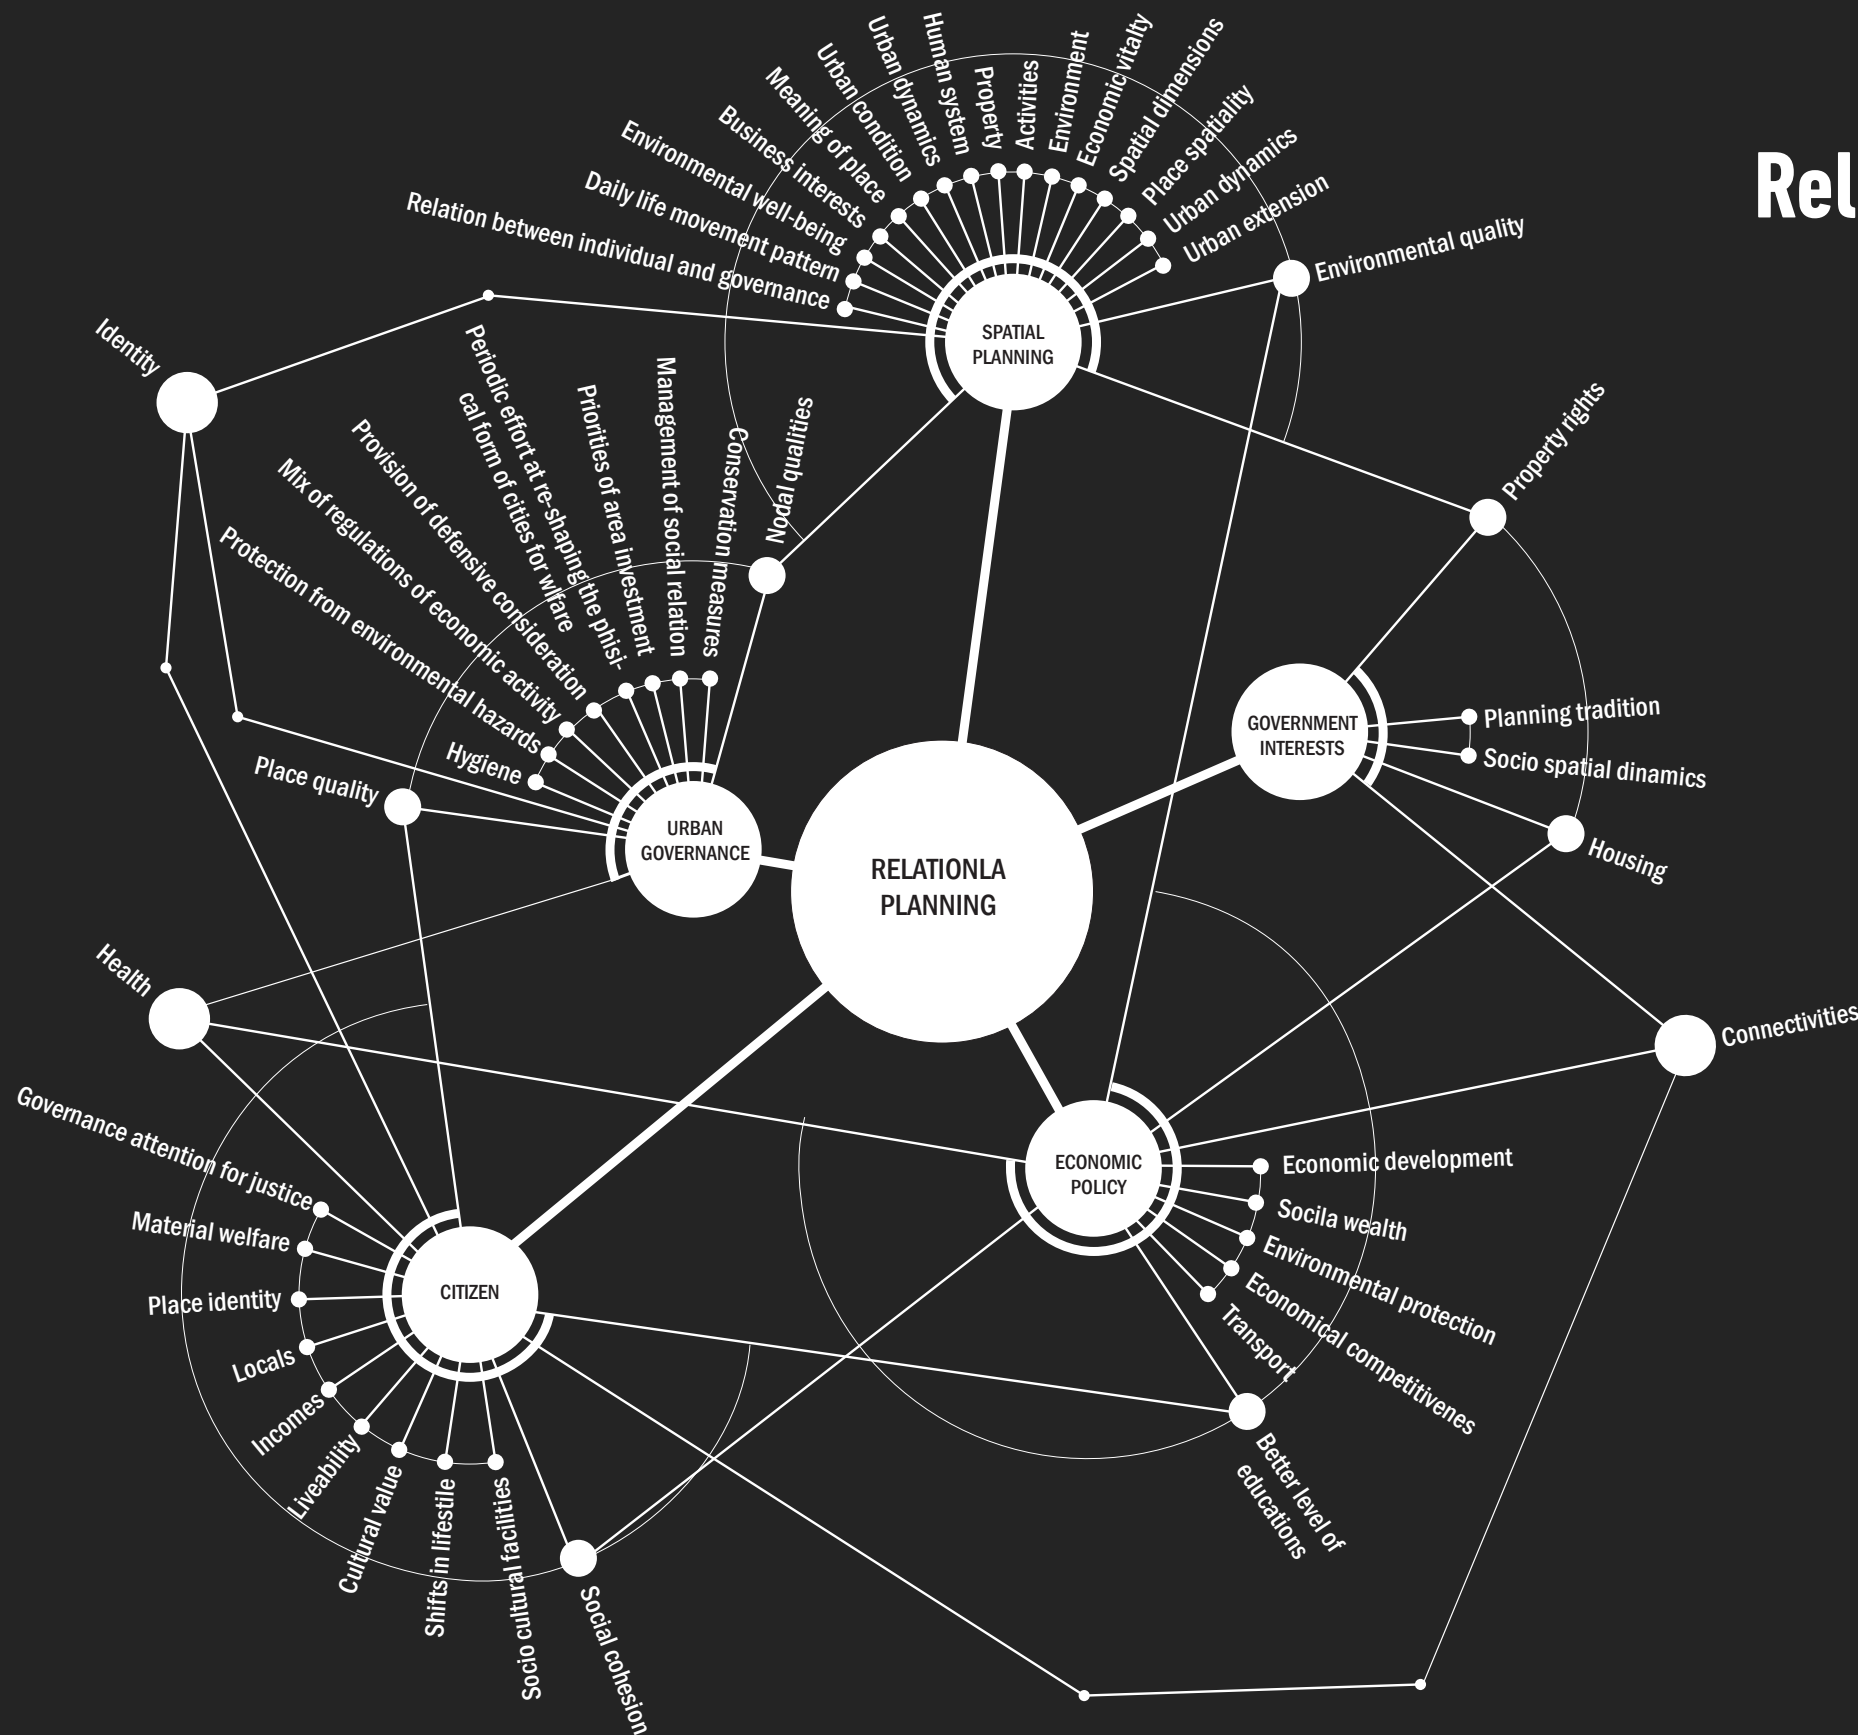 Rel
Relation between individual and governance
Daily life movement pattern
Environmental well-being
Business interests
Meaning of place
Urban condition
Urban dynamics
Human system
Property
Activities
Environment
Economic vitalty
Spatial dimensions
Place spatiality
Urban dynamics
Urban extension
Environmental quality
SPATIAL
PLANNING
Identity
Place quality
Hygiene
Protection from environmental hazards
Mix of regulations of economic activity
Provision of defensive consideration
Periodic effort at re-shaping the phisi-
cal form of cities for wlfare
Priorities of area investment
Management of social relation
Conservation measures
Nodal qualities
URBAN
GOVERNANCE
RELATIONLA
PLANNING
Property rights
GOVERNMENT
INTERESTS
Planning tradition
Socio spatial dinamics
Housing
Connectivities
Health
Governance attention for justice
Material welfare
Place identity
Locals
Incomes
Liveability
Cultural value
Shifts in lifestile
Socio cultural facilities
Social cohesion
CITIZEN
ECONOMIC
POLICY
Economic development
Socila wealth
Environmental protection
Economical competitivenes
Transport
Better level of
educations